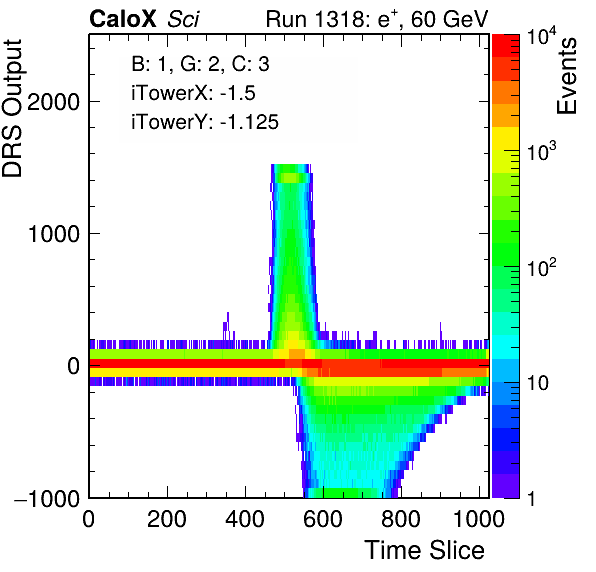 CaloX Sci Run 1318: e⁺, 60 GeV
B: 1, G: 2, C: 3
iTowerX: -1.5
iTowerY: -1.125
DRS Output
2000
1000
0
−1000
0 200 400 600 800 1000
Time Slice
Events
10⁴
10³
10²
10
1